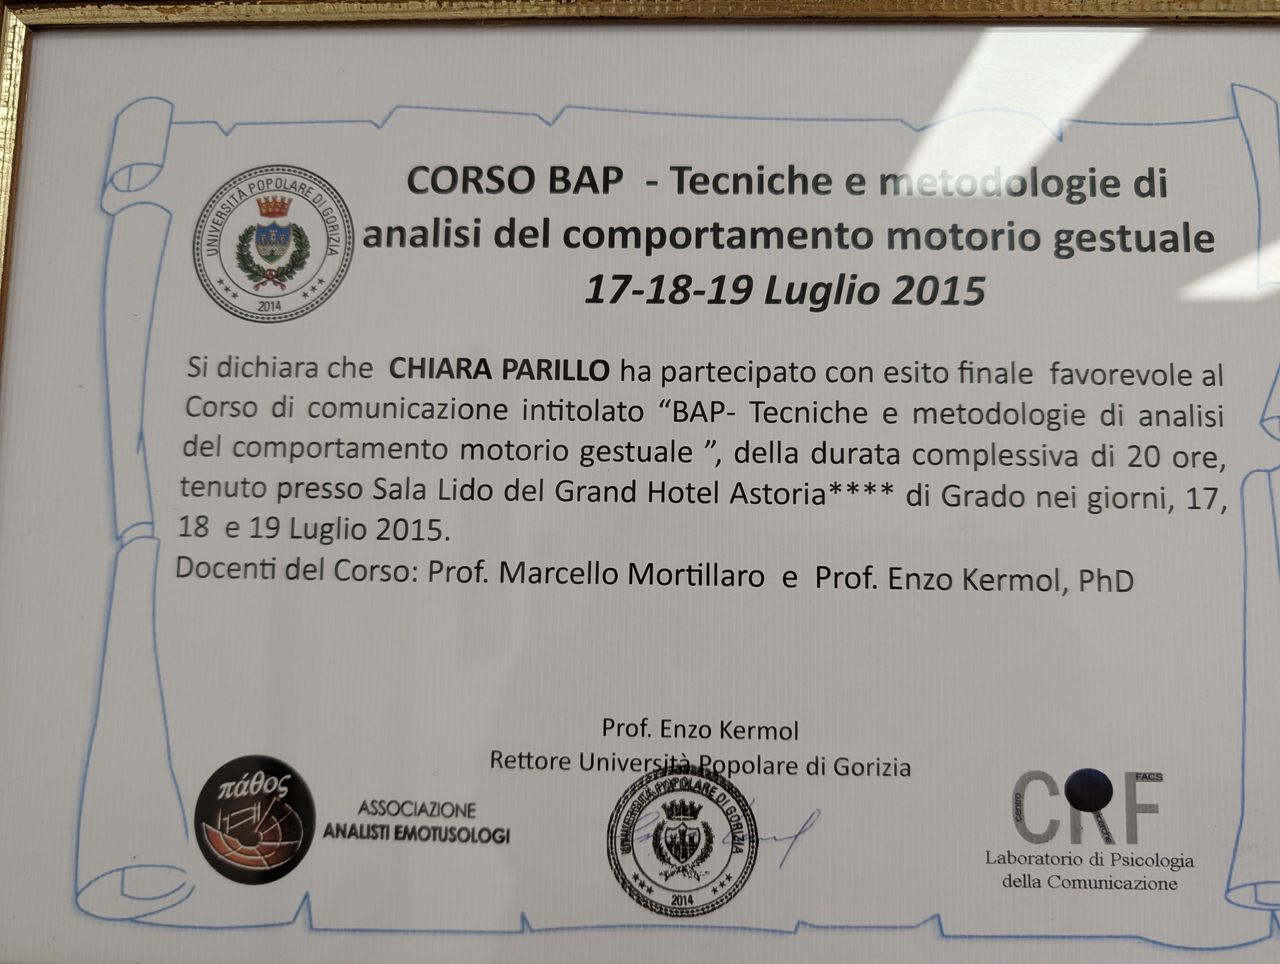 CORSO BAP - Tecniche e metodologie di
analisi del comportamento motorio gestuale
17-18-19 Luglio 2015
UNIVERSITÀ POPOLARE DI GORIZIA
2014
Si dichiara che CHIARA PARILLO ha partecipato con esito finale favorevole al
Corso di comunicazione intitolato “BAP- Tecniche e metodologie di analisi
del comportamento motorio gestuale ”, della durata complessiva di 20 ore,
tenuto presso Sala Lido del Grand Hotel Astoria**** di Grado nei giorni, 17,
18 e 19 Luglio 2015.
Docenti del Corso: Prof. Marcello Mortillaro e Prof. Enzo Kermol, PhD
Prof. Enzo Kermol
Rettore Università Popolare di Gorizia
πάθος
ASSOCIAZIONE
ANALISTI EMOTUSOLOGI
UNIVERSITÀ POPOLARE DI GORIZIA
2014
centro
CRF
FACS
ricerche
Laboratorio di Psicologia
della Comunicazione